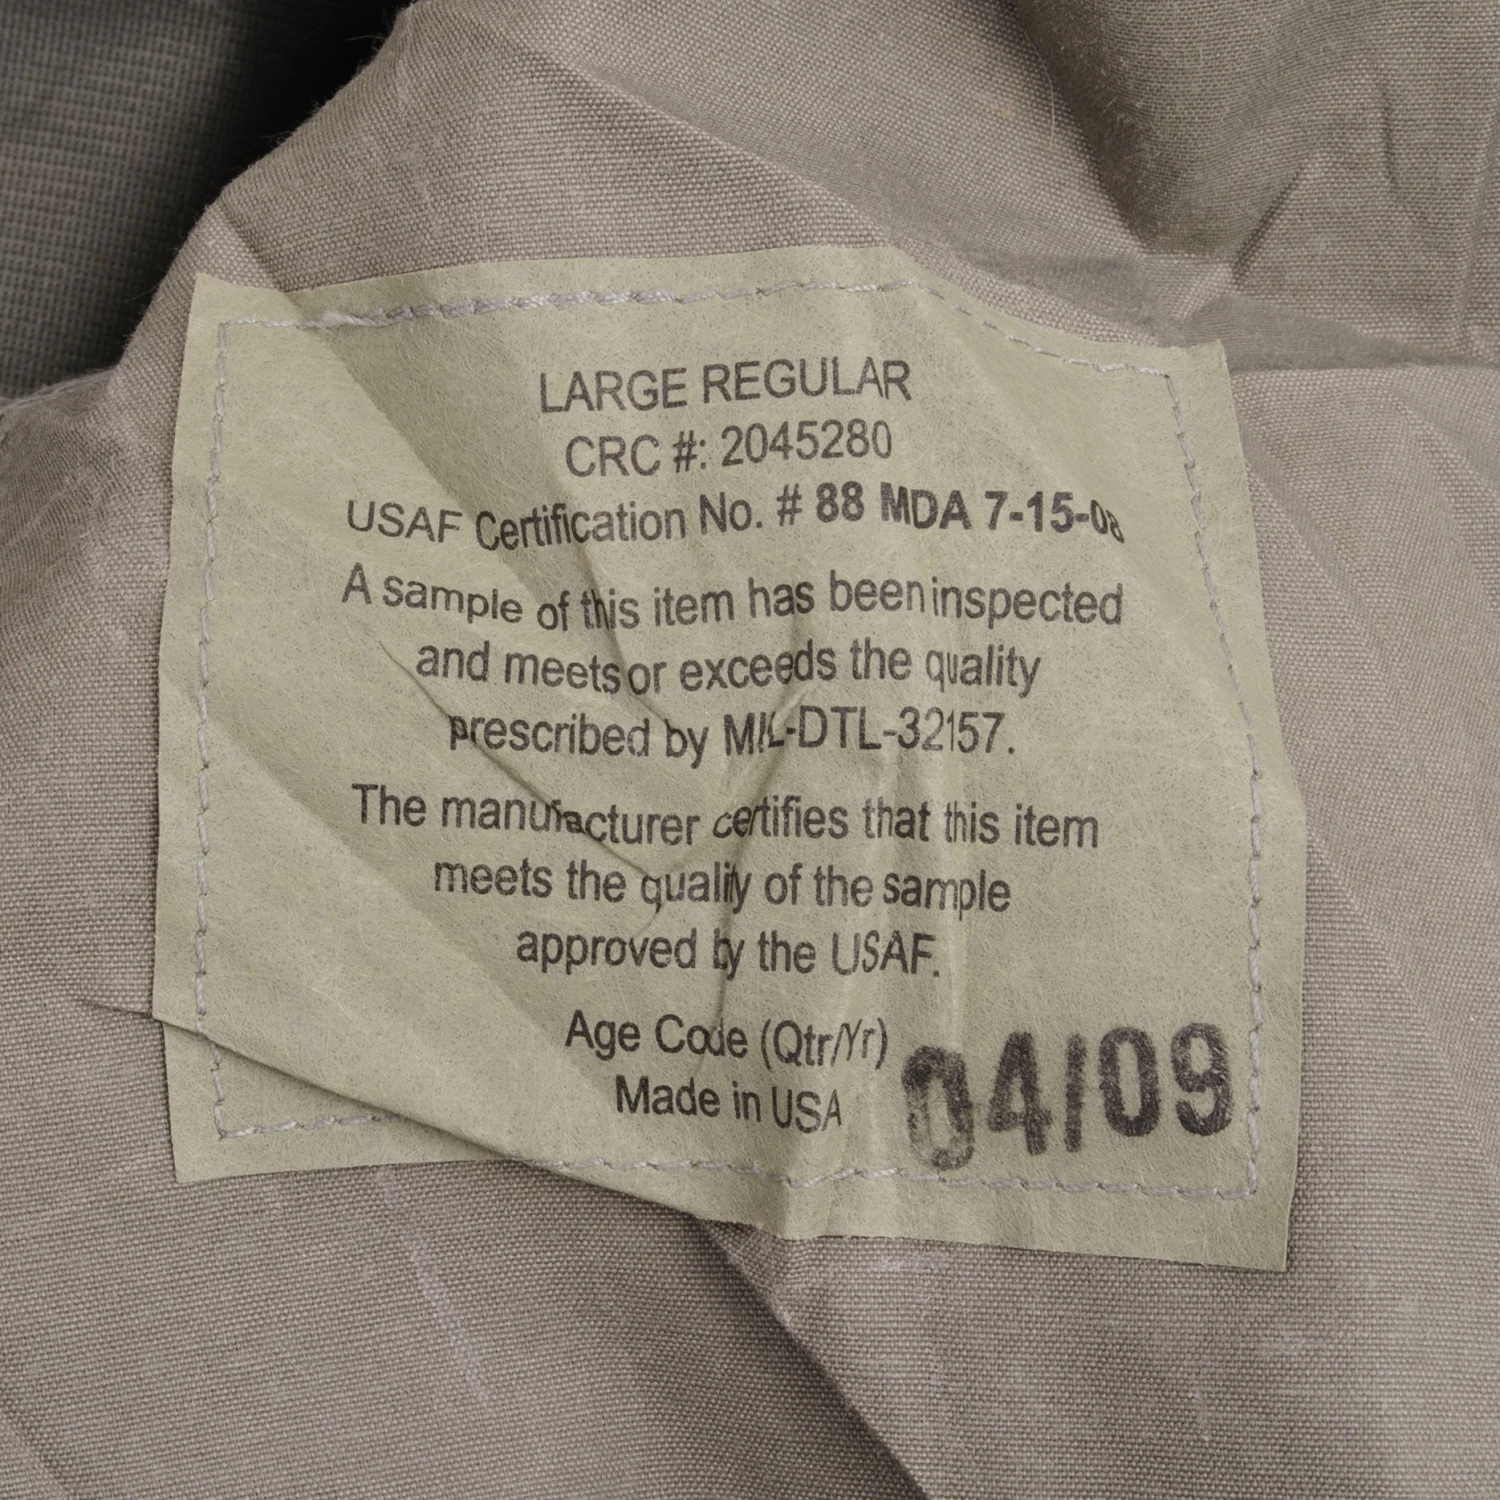 LARGE REGULAR
CRC #: 2045280
USAF Certification No. # 88 MDA 7-15-08
A sample of this item has been inspected
and meets or exceeds the quality
prescribed by MIL-DTL-32157.
The manufacturer certifies that this item
meets the quality of the sample
approved by the USAF.
Age Code (Qtr/Yr) 04/09
Made in USA